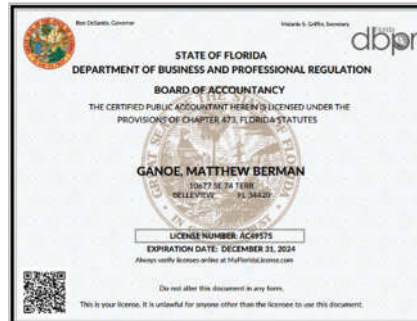 Ron DeSantis, Governor
Melanie S. Griffin, Secretary
Florida
dbpr
STATE OF FLORIDA
DEPARTMENT OF BUSINESS AND PROFESSIONAL REGULATION
BOARD OF ACCOUNTANCY
THE CERTIFIED PUBLIC ACCOUNTANT HEREIN IS LICENSED UNDER THE
PROVISIONS OF CHAPTER 473, FLORIDA STATUTES
GANOE, MATTHEW BERMAN
10677 SE 74 TERR
BELLEVIEW FL 34420
LICENSE NUMBER: AC49575
EXPIRATION DATE: DECEMBER 31, 2024
Always verify licenses online at MyFloridaLicense.com
Do not alter this document in any form.
This is your license. It is unlawful for anyone other than the licensee to use this document.